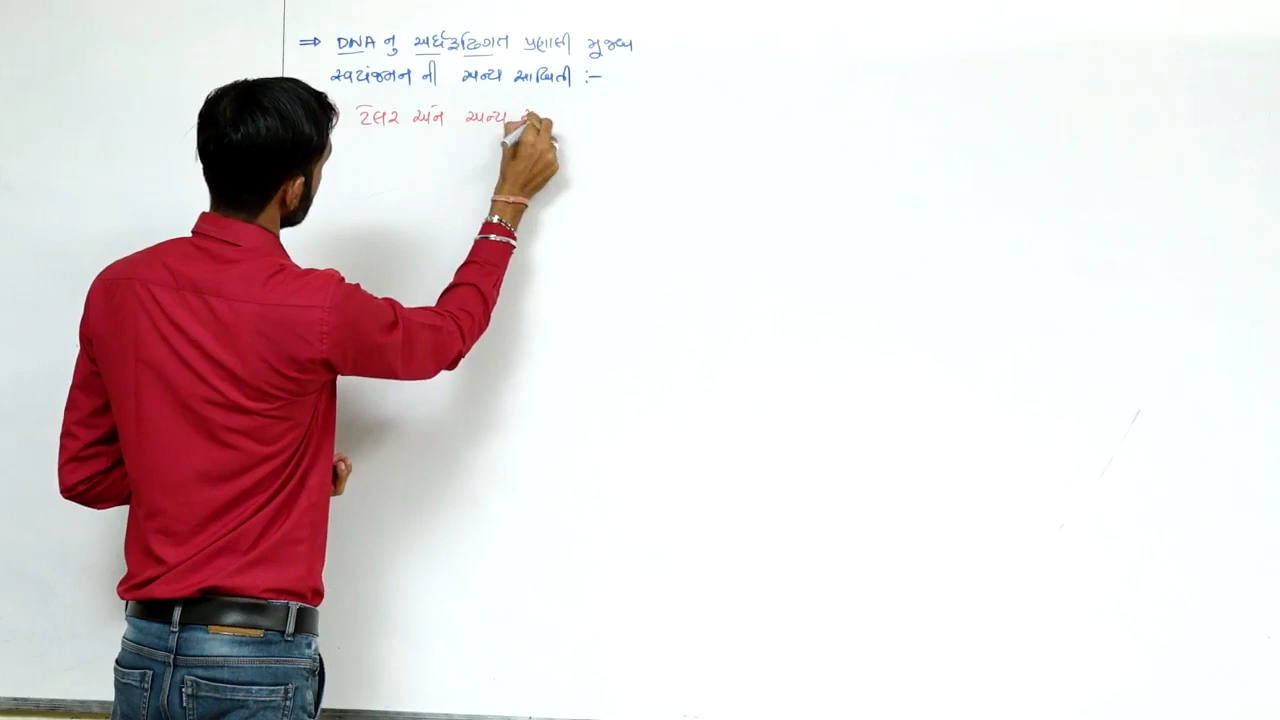 ⇒ DNA નુ અર્ધરૂઢિગત પ્રણાલી મુજબ
સ્વયંજનન ની અન્ય સાબિતી :-
ટેલર અને અન્ય